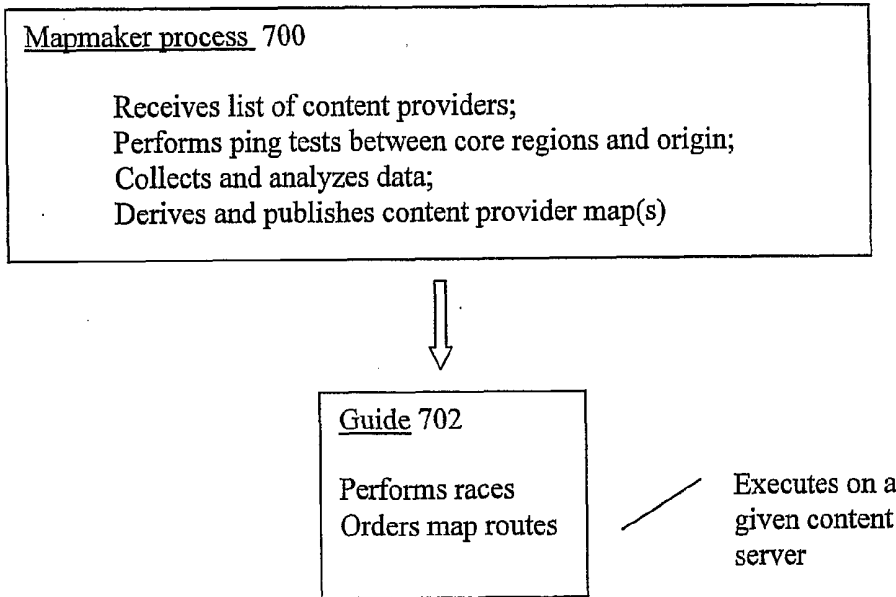 Mapmaker process 700
Receives list of content providers;
Performs ping tests between core regions and origin;
Collects and analyzes data;
Derives and publishes content provider map(s)
Guide 702
Performs races
Orders map routes
Executes on a
given content
server